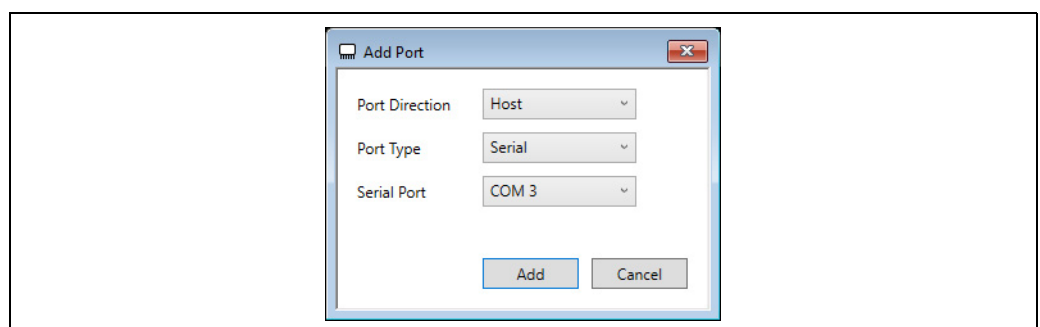 Add Port
Port Direction Host
Port Type Serial
Serial Port COM 3
Add Cancel